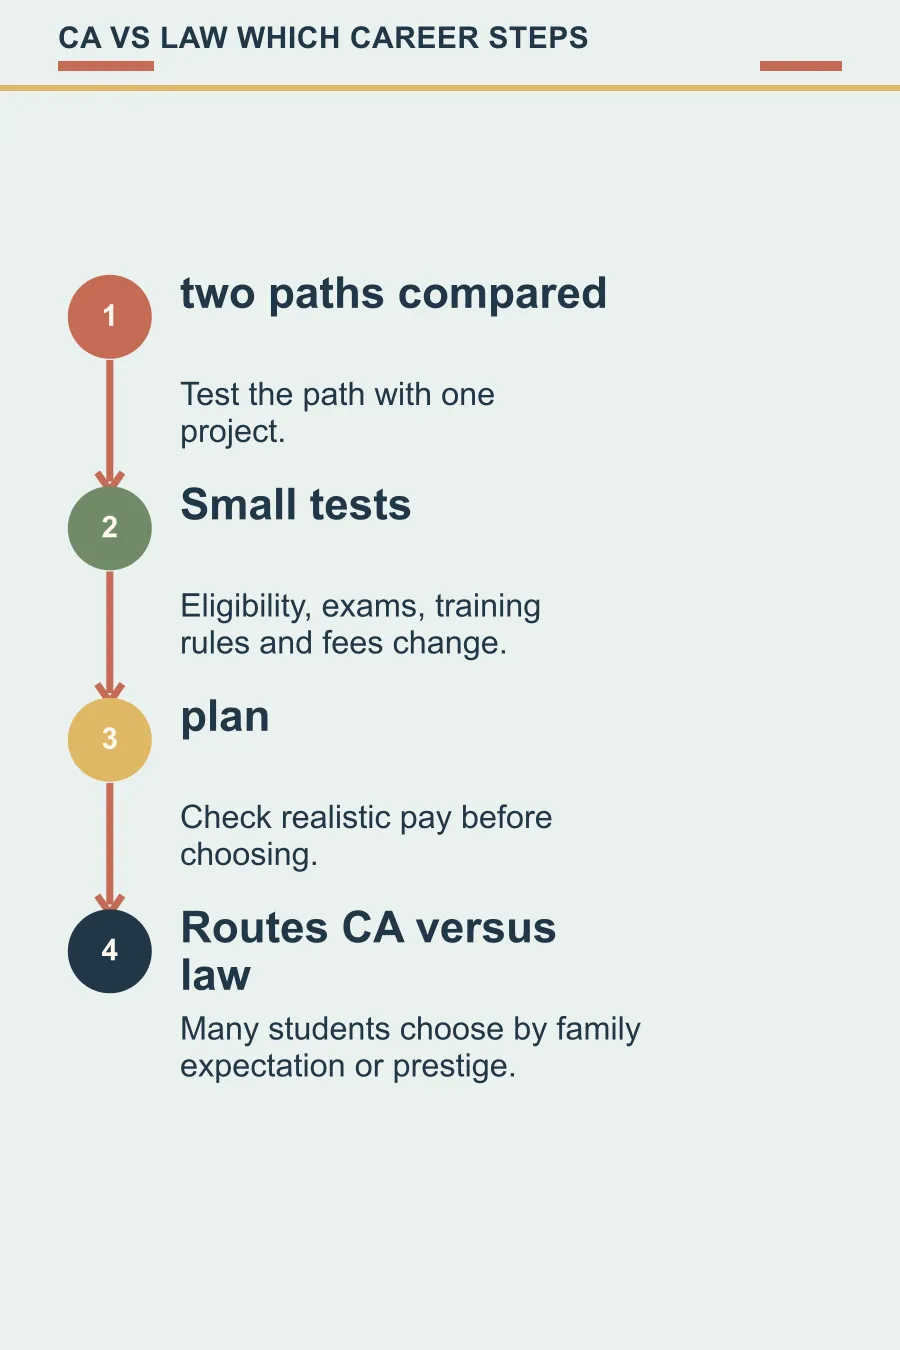 CA VS LAW WHICH CAREER STEPS
1
two paths compared
Test the path with one
project.
2
Small tests
Eligibility, exams, training
rules and fees change.
3
plan
Check realistic pay before
choosing.
4
Routes CA versus
law
Many students choose by family
expectation or prestige.